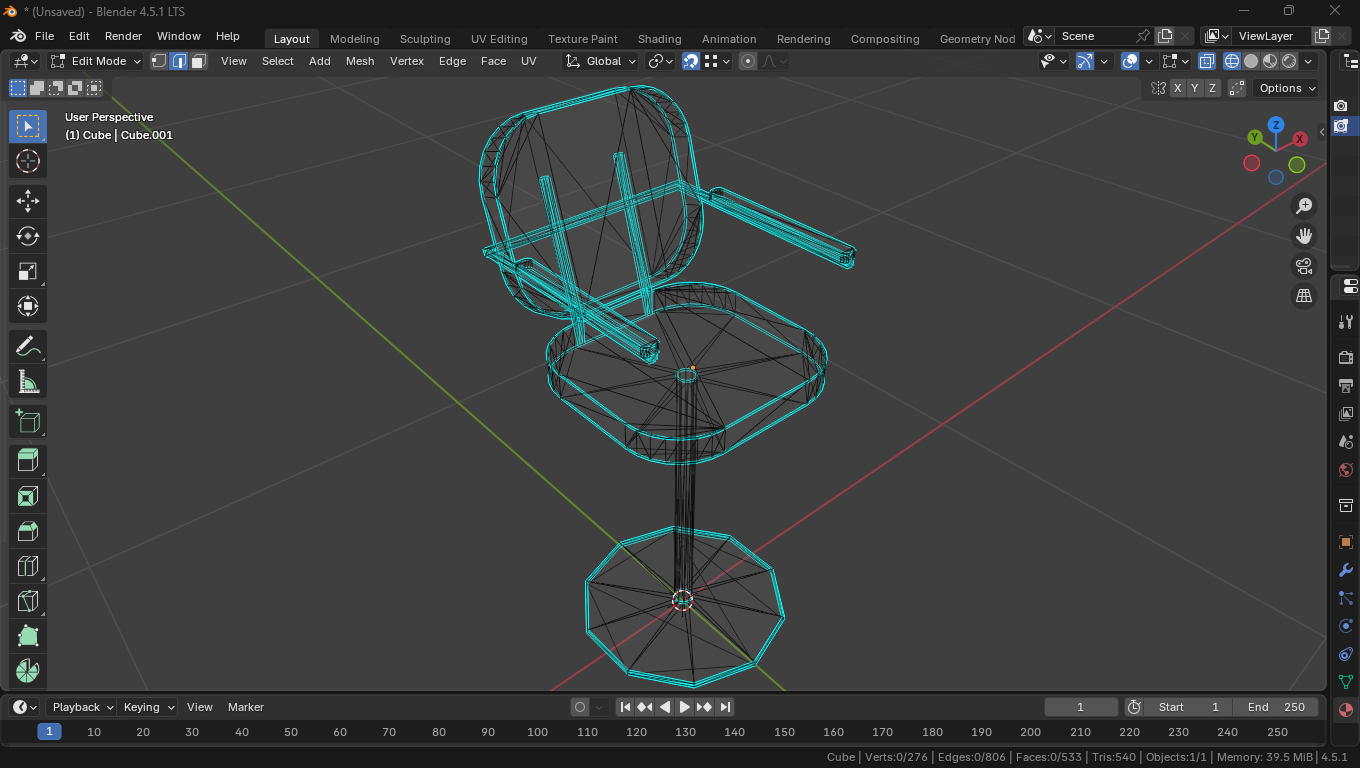 * (Unsaved) - Blender 4.5.1 LTS
File Edit Render Window Help Layout Modeling Sculpting UV Editing Texture Paint Shading Animation Rendering Compositing Geometry Nod Scene ViewLayer
Edit Mode View Select Add Mesh Vertex Edge Face UV Global
X Y Z Options
User Perspective
(1) Cube | Cube.001
Z
Y X
Playback Keying View Marker 1 Start 1 End 250
1 10 20 30 40 50 60 70 80 90 100 110 120 130 140 150 160 170 180 190 200 210 220 230 240 250
Cube | Verts:0/276 | Edges:0/806 | Faces:0/533 | Tris:540 | Objects:1/1 | Memory: 39.5 MiB | 4.5.1